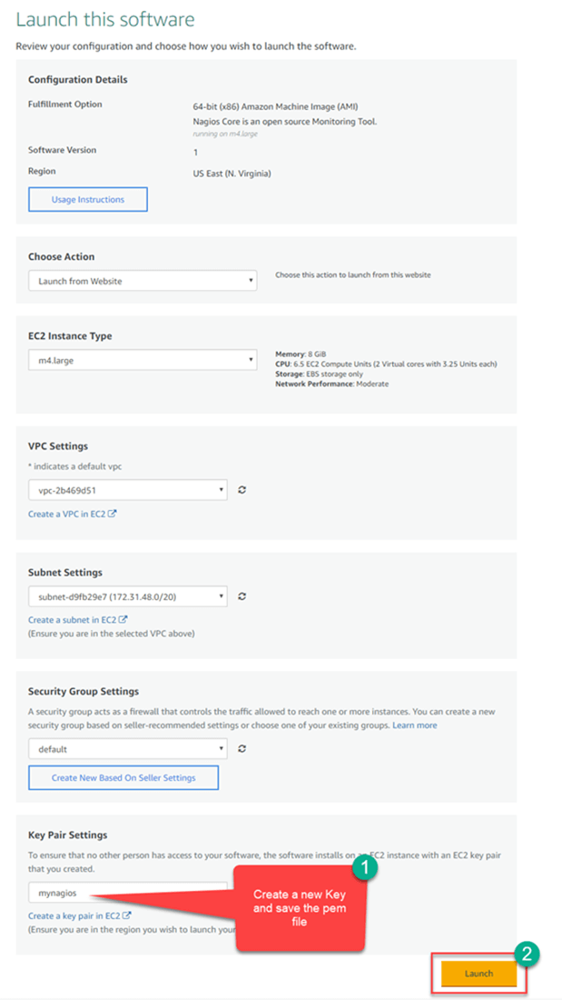 Launch this software
Review your configuration and choose how you wish to launch the software.
Configuration Details
Fulfillment Option
64-bit (x86) Amazon Machine Image (AMI)
Nagios Core is an open source Monitoring Tool.
running on m4.large
Software Version
1
Region
US East (N. Virginia)
Usage Instructions
Choose Action
Launch from Website
Choose this action to launch from this website
EC2 Instance Type
m4.large
Memory: 8 GiB
CPU: 6.5 EC2 Compute Units (2 Virtual cores with 3.25 Units each)
Storage: EBS storage only
Network Performance: Moderate
VPC Settings
* indicates a default vpc
vpc-2b469d51
Create a VPC in EC2
Subnet Settings
subnet-d9fb29e7 (172.31.48.0/20)
Create a subnet in EC2
(Ensure you are in the selected VPC above)
Security Group Settings
A security group acts as a firewall that controls the traffic allowed to reach one or more instances. You can create a new
security group based on seller-recommended settings or choose one of your existing groups. Learn more
default
Create New Based On Seller Settings
Key Pair Settings
To ensure that no other person has access to your software, the software installs on EC2 instance with an EC2 key pair
that you created.
1
mynagios
Create a new Key
and save the pem
file
Create a key pair in EC2
(Ensure you are in the region you wish to launch your
2
Launch